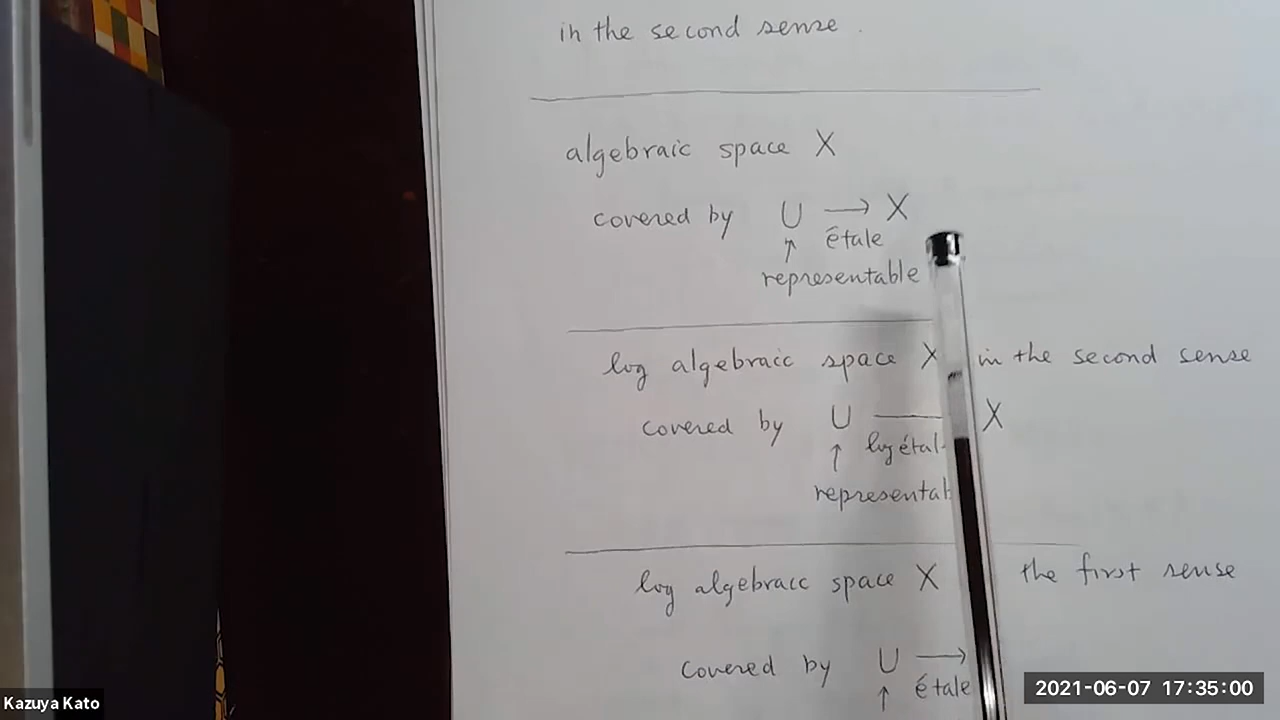 in the second sense.
algebraic space X
covered by U → X
↑ étale
representable
log algebraic space X in the second sense
covered by U X
↑ log étal
representab
log algebraic space X the first sense
covered by U →
↑ étale
Kazuya Kato
2021-06-07 17:35:00